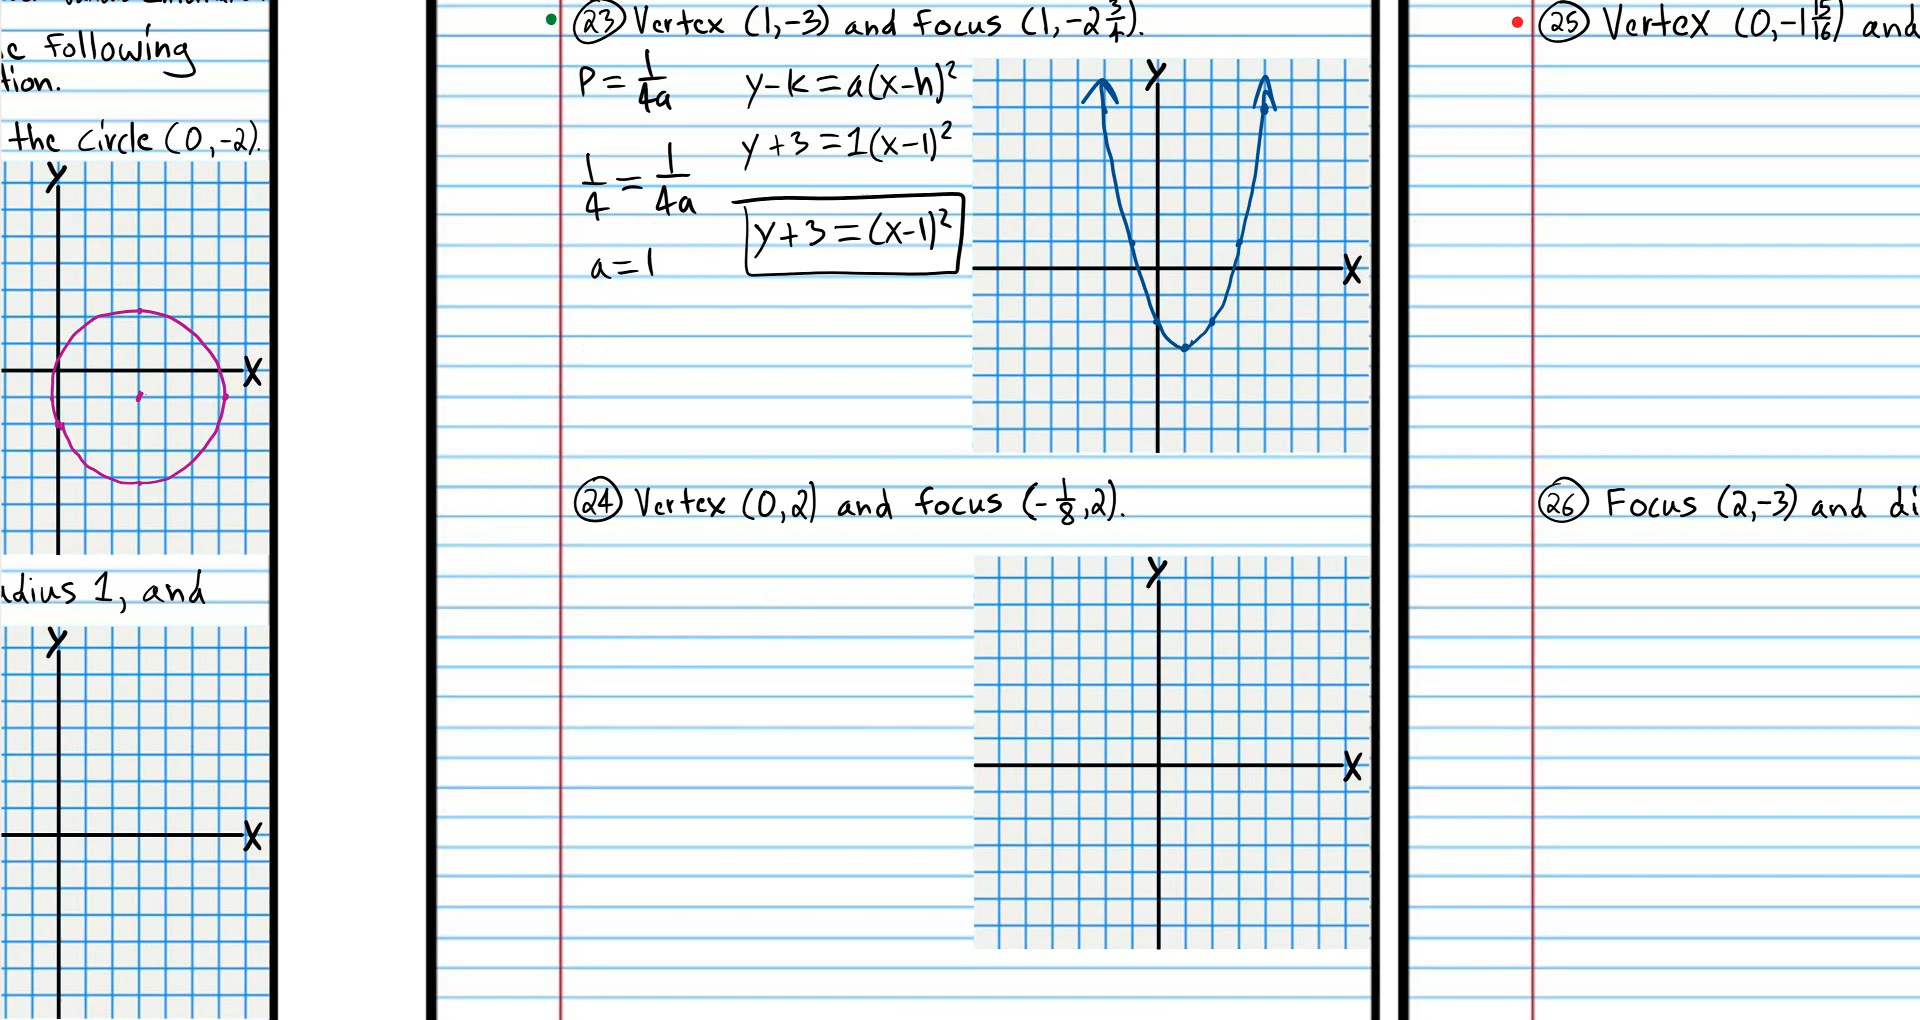 c following
tion.
the circle (0,-2).
Y
X
dius 1, and
Y
X
23 Vertex (1,-3) and focus (1,-2 3/4).
P = 1/4a
y-k = a(x-h)²
y+3 = 1(x-1)²
1/4 = 1/4a
y+3 = (x-1)²
a = 1
Y
X
24 Vertex (0,2) and focus (-1/8,2).
Y
X
25 Vertex (0,-1 15/16) and
26 Focus (2,-3) and di